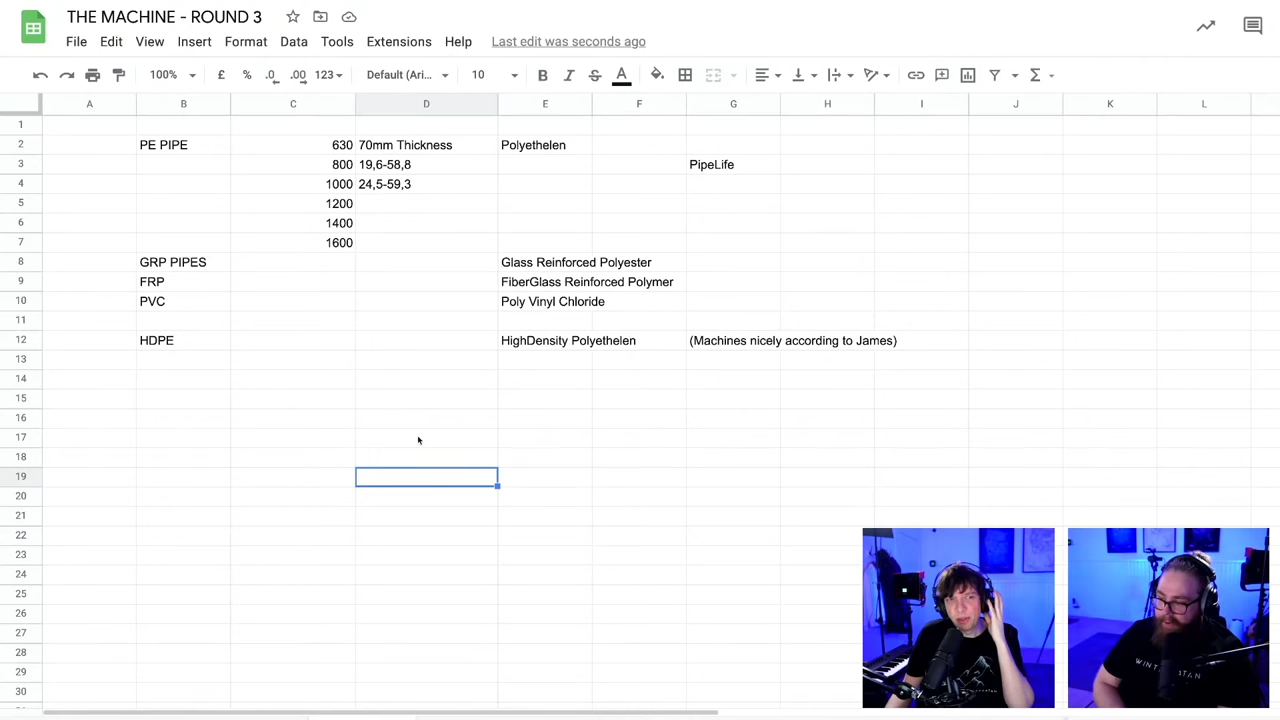 THE MACHINE - ROUND 3
File Edit View Insert Format Data Tools Extensions Help Last edit was seconds ago
100% £ % .0 .00 123 Default (Ari... 10 B I S A
A B C D E F G H I J K L
1
2 PE PIPE 630 70mm Thickness Polyethelen
3 800 19,6-58,8 PipeLife
4 1000 24,5-59,3
5 1200
6 1400
7 1600
8 GRP PIPES Glass Reinforced Polyester
9 FRP FiberGlass Reinforced Polymer
10 PVC Poly Vinyl Chloride
11
12 HDPE HighDensity Polyethelen (Machines nicely according to James)
13
14
15
16
17
18
19
20
21
22
23
24
25
26
27
28
29
30